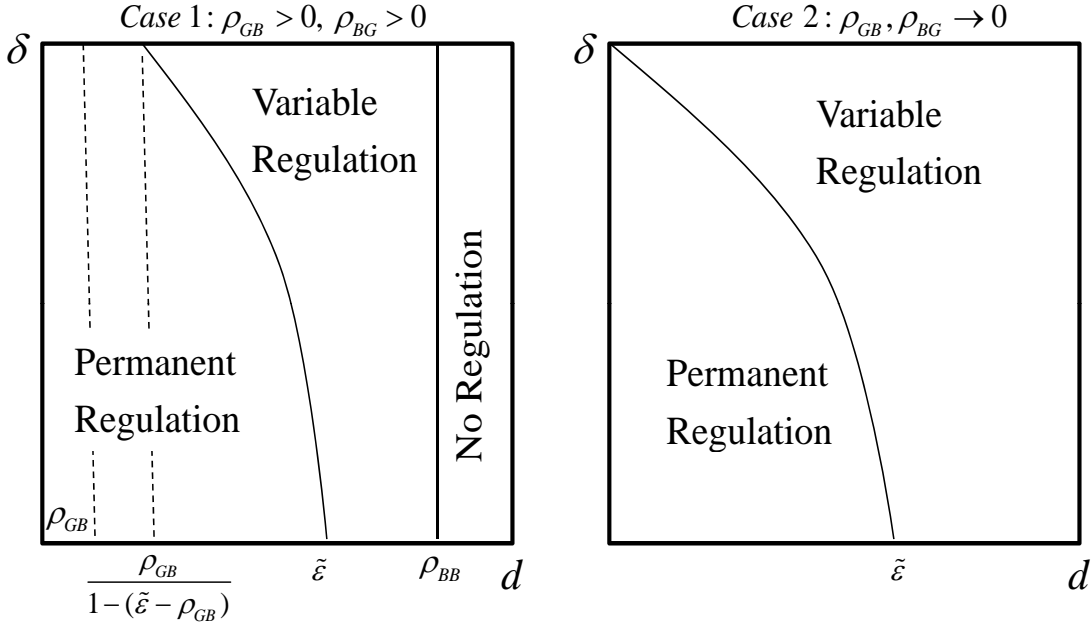 Case 1: ρ_GB > 0, ρ_BG > 0
δ
Variable
Regulation
Permanent
Regulation
No Regulation
ρ_GB
ρ_GB
1−(ε̃ − ρ_GB)
ε̃
ρ_BB
d
Case 2: ρ_GB, ρ_BG → 0
δ
Variable
Regulation
Permanent
Regulation
ε̃
d